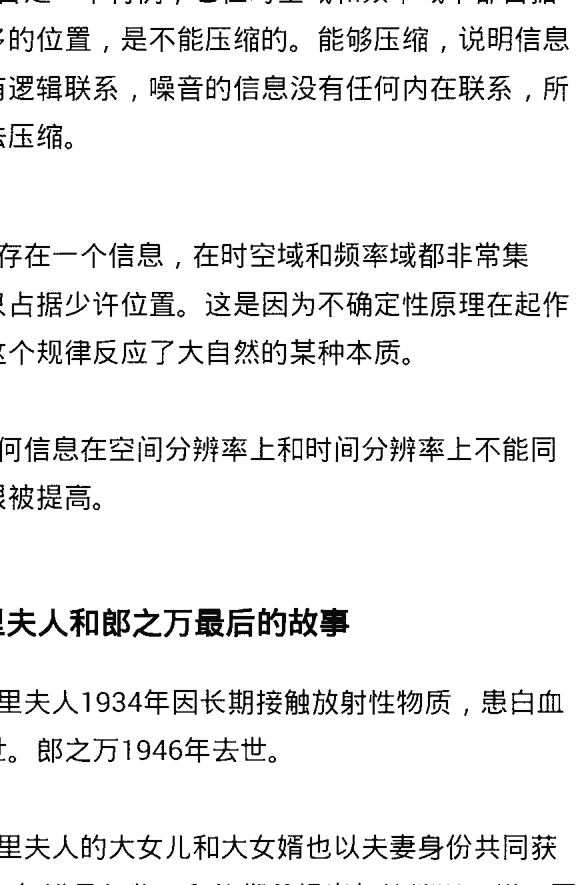 的位置，是不能压缩的。能够压缩，说明信息
有逻辑联系，噪音的信息没有任何内在联系，所
法压缩。
存在一个信息，在时空域和频率域都非常集
只占据少许位置。这是因为不确定性原理在起作
这个规律反应了大自然的某种本质。
何信息在空间分辨率上和时间分辨率上不能同
限被提高。
里夫人和郎之万最后的故事
里夫人1934年因长期接触放射性物质，患白血
世。郎之万1946年去世。
里夫人的大女儿和大女婿也以夫妻身份共同获